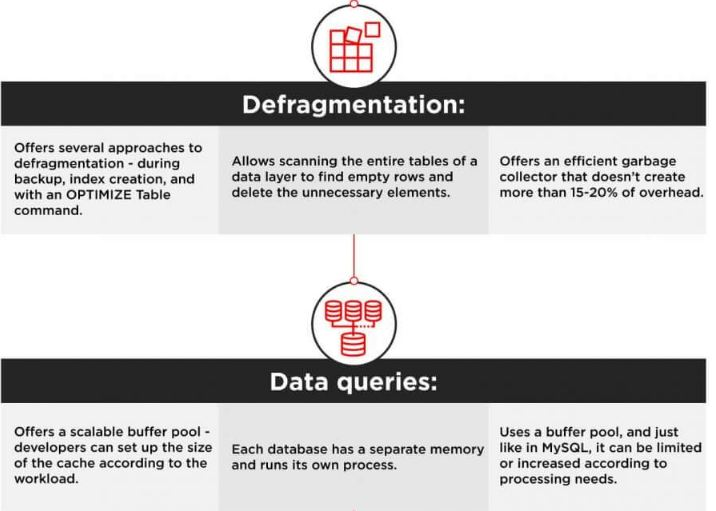 Defragmentation:
Offers several approaches to
defragmentation - during
backup, index creation, and
with an OPTIMIZE Table
command.
Allows scanning the entire tables of a
data layer to find empty rows and
delete the unnecessary elements.
Offers an efficient garbage
collector that doesn't create
more than 15-20% of overhead.
Data queries:
Offers a scalable buffer pool -
developers can set up the size
of the cache according to the
workload.
Each database has a separate memory
and runs its own process.
Uses a buffer pool, and just
like in MySQL, it can be limited
or increased according to
processing needs.